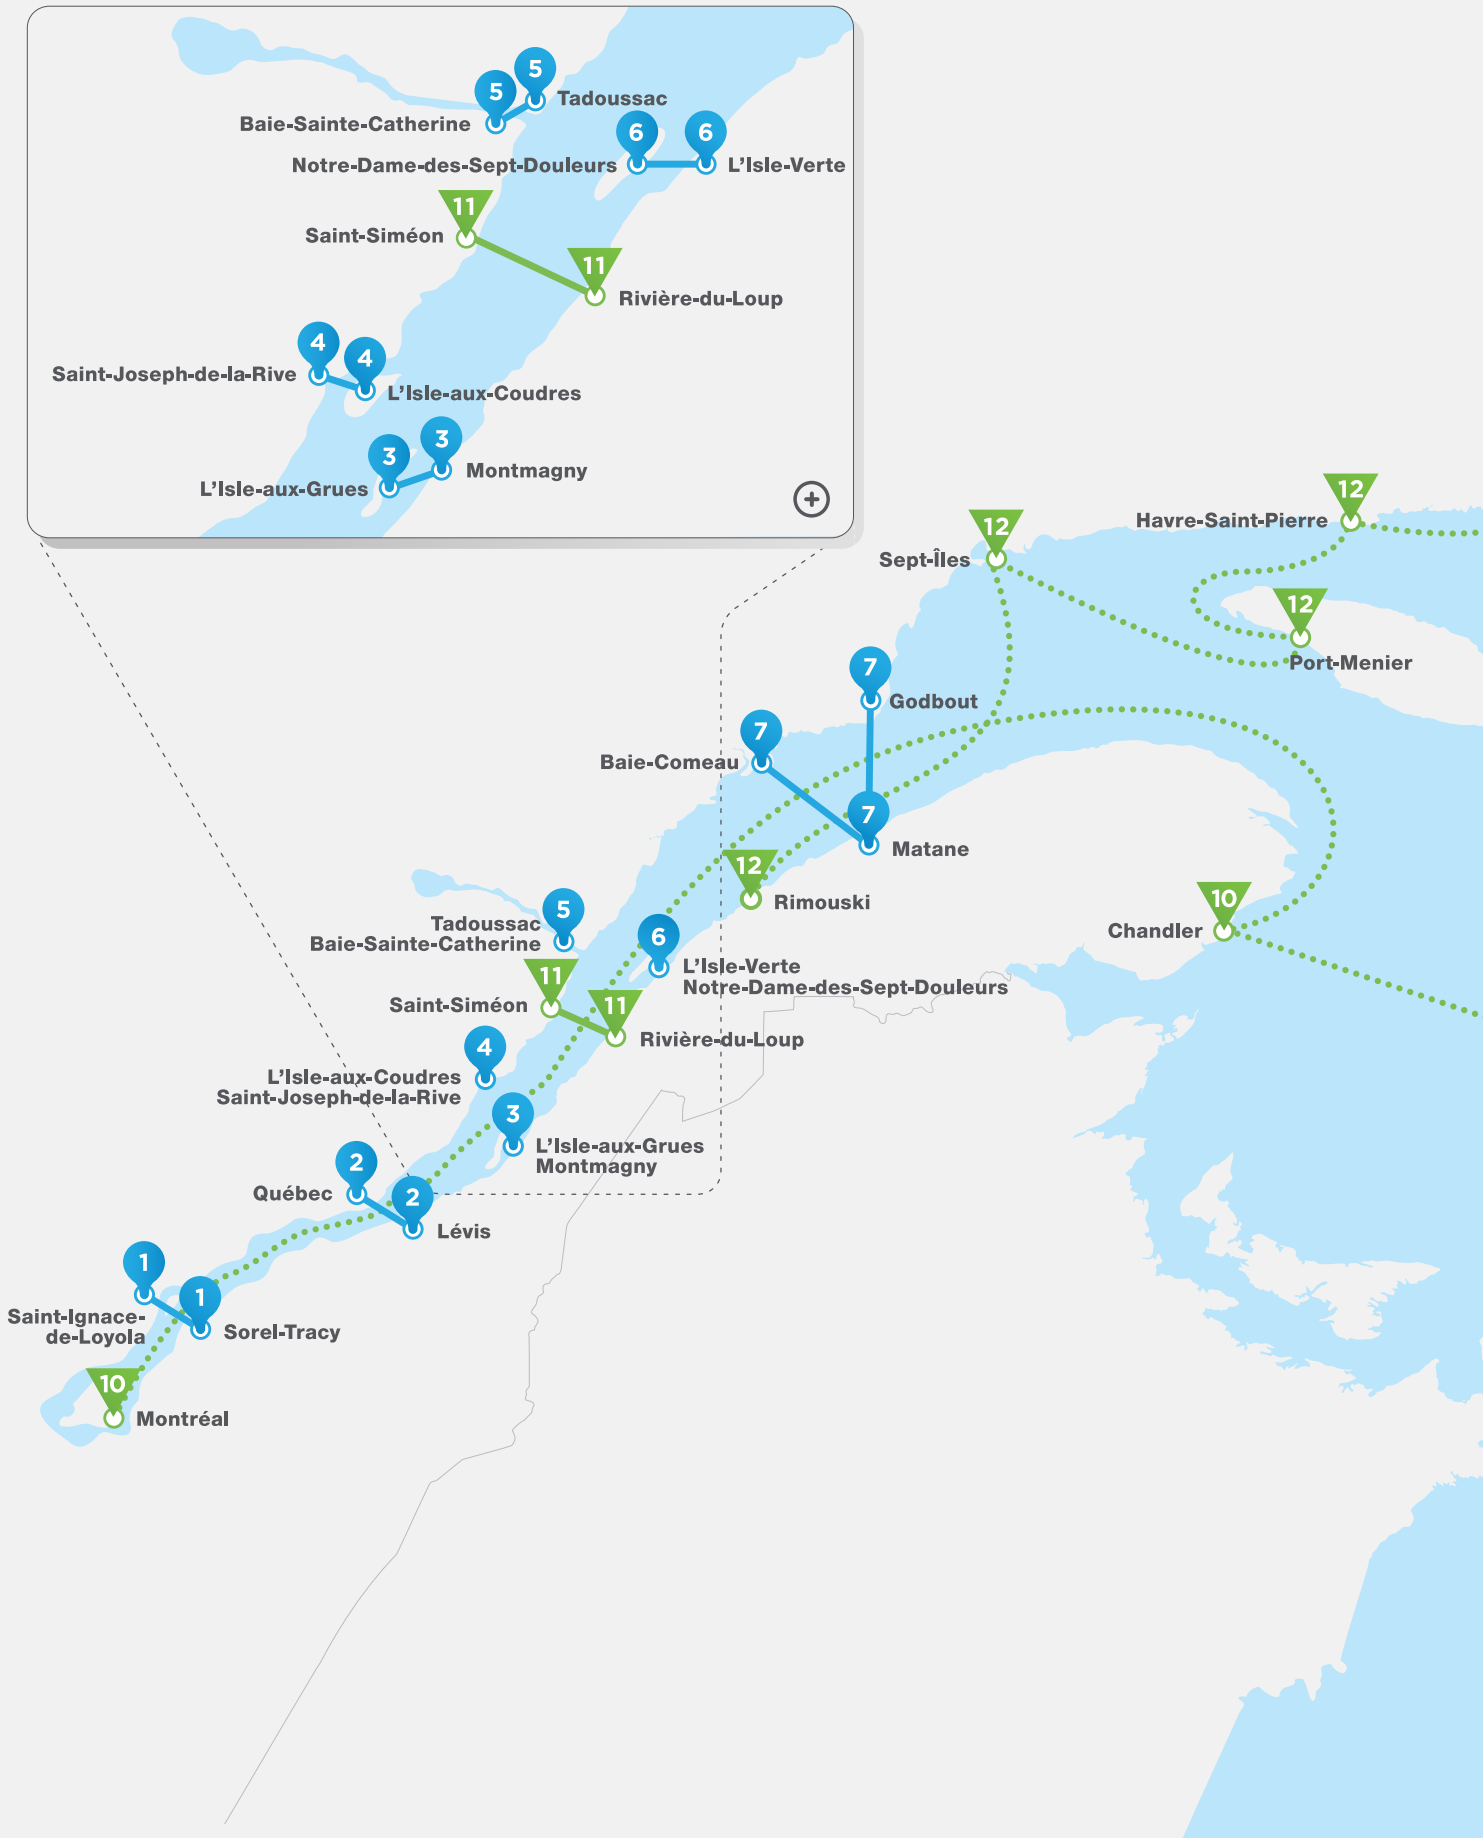 5
5
Tadoussac
Baie-Sainte-Catherine
6
6
Notre-Dame-des-Sept-Douleurs
L'Isle-Verte
11
Saint-Siméon
11
Rivière-du-Loup
4
4
Saint-Joseph-de-la-Rive
L'Isle-aux-Coudres
3
3
Montmagny
L'Isle-aux-Grues
12
Havre-Saint-Pierre
12
Sept-Îles
12
Port-Menier
7
Godbout
7
Baie-Comeau
7
Matane
12
Rimouski
10
Chandler
5
Tadoussac
Baie-Sainte-Catherine
6
L'Isle-Verte
Notre-Dame-des-Sept-Douleurs
11
Saint-Siméon
11
Rivière-du-Loup
4
L'Isle-aux-Coudres
Saint-Joseph-de-la-Rive
3
L'Isle-aux-Grues
Montmagny
2
Québec
2
Lévis
1
Saint-Ignace-
de-Loyola
1
Sorel-Tracy
10
Montréal